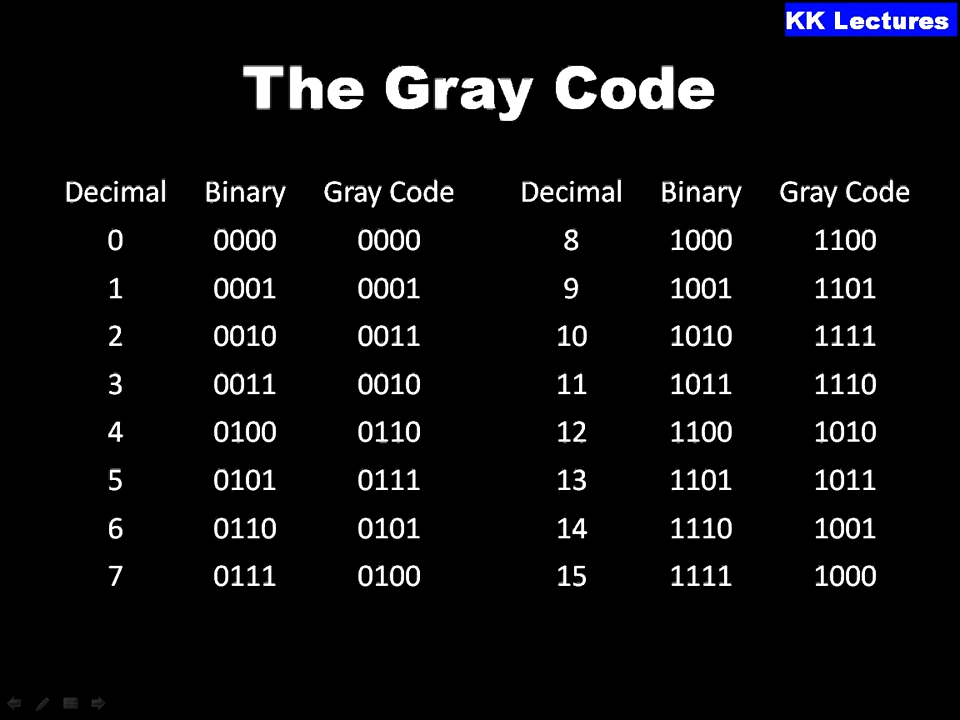 KK Lectures
The Gray Code
Decimal Binary Gray Code Decimal Binary Gray Code
0 0000 0000 8 1000 1100
1 0001 0001 9 1001 1101
2 0010 0011 10 1010 1111
3 0011 0010 11 1011 1110
4 0100 0110 12 1100 1010
5 0101 0111 13 1101 1011
6 0110 0101 14 1110 1001
7 0111 0100 15 1111 1000